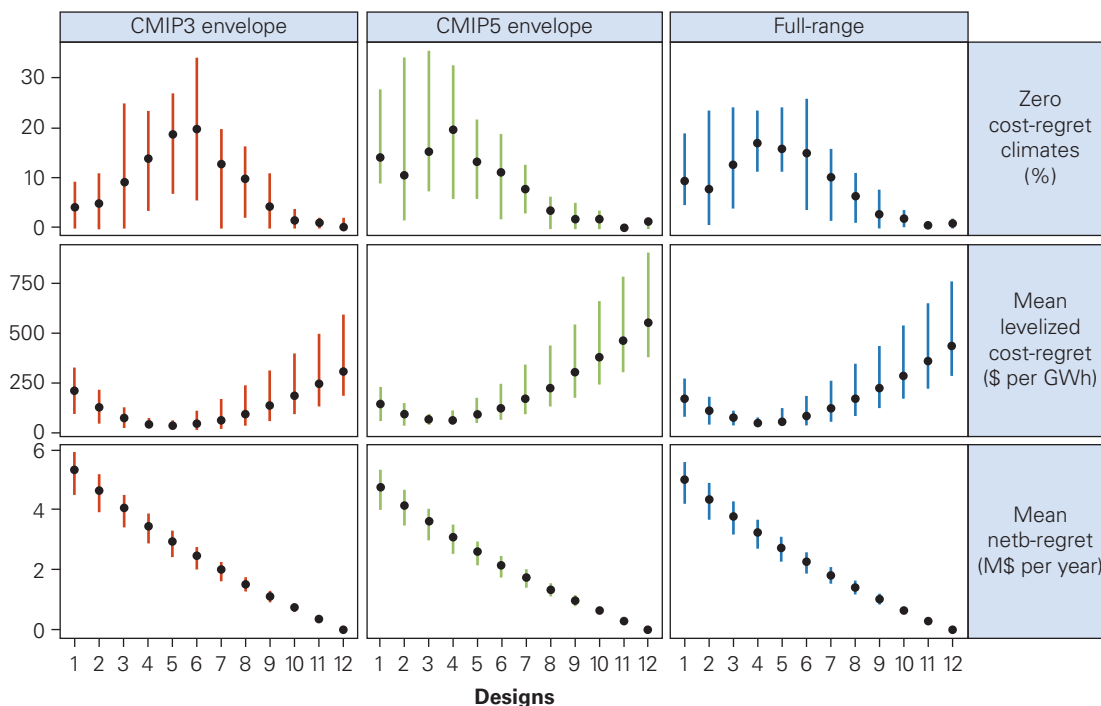 CMIP3 envelope CMIP5 envelope Full-range
30
20
10
0
Zero
cost-regret
climates
(%)
750
500
250
0
Mean
levelized
cost-regret
($ per GWh)
6
4
2
0
Mean
netb-regret
(M$ per year)
1 2 3 4 5 6 7 8 9 10 11 12 1 2 3 4 5 6 7 8 9 10 11 12 1 2 3 4 5 6 7 8 9 10 11 12
Designs